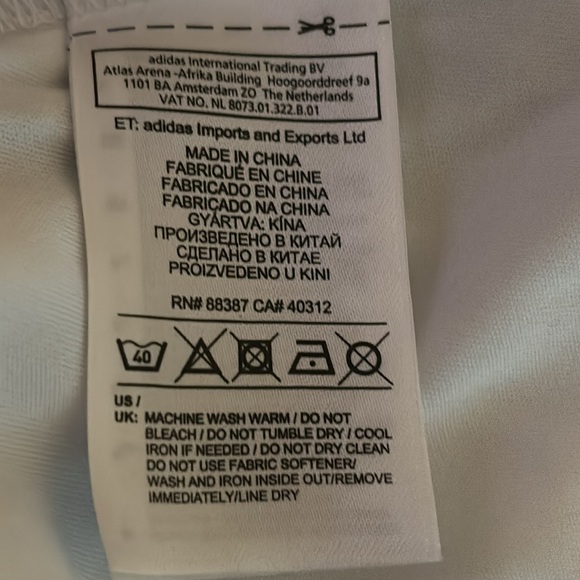 adidas International Trading BV
Atlas Arena -Afrika Building Hoogoorddreef 9a
1101 BA Amsterdam ZO The Netherlands
VAT NO. NL 8073.01.322.B.01
ET: adidas Imports and Exports Ltd
MADE IN CHINA
FABRIQUÉ EN CHINE
FABRICADO EN CHINA
FABRICADO NA CHINA
GYÁRTVA: KÍNA
ПРОИЗВЕДЕНО В КИТАЙ
СДЕЛАНО В КИТАЕ
PROIZVEDENO U KINI
RN# 88387 CA# 40312
40
US /
UK: MACHINE WASH WARM / DO NOT
BLEACH / DO NOT TUMBLE DRY / COOL
IRON IF NEEDED / DO NOT DRY CLEAN
DO NOT USE FABRIC SOFTENER/
WASH AND IRON INSIDE OUT/REMOVE
IMMEDIATELY/LINE DRY